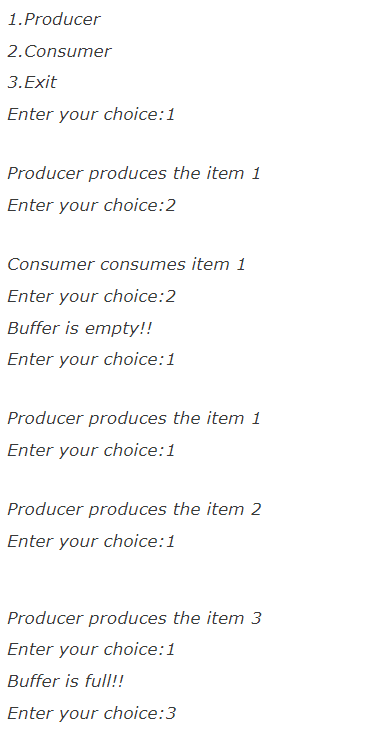 1.Producer
2.Consumer
3.Exit
Enter your choice:1
Producer produces the item 1
Enter your choice:2
Consumer consumes item 1
Enter your choice:2
Buffer is empty!!
Enter your choice:1
Producer produces the item 1
Enter your choice:1
Producer produces the item 2
Enter your choice:1
Producer produces the item 3
Enter your choice:1
Buffer is full!!
Enter your choice:3